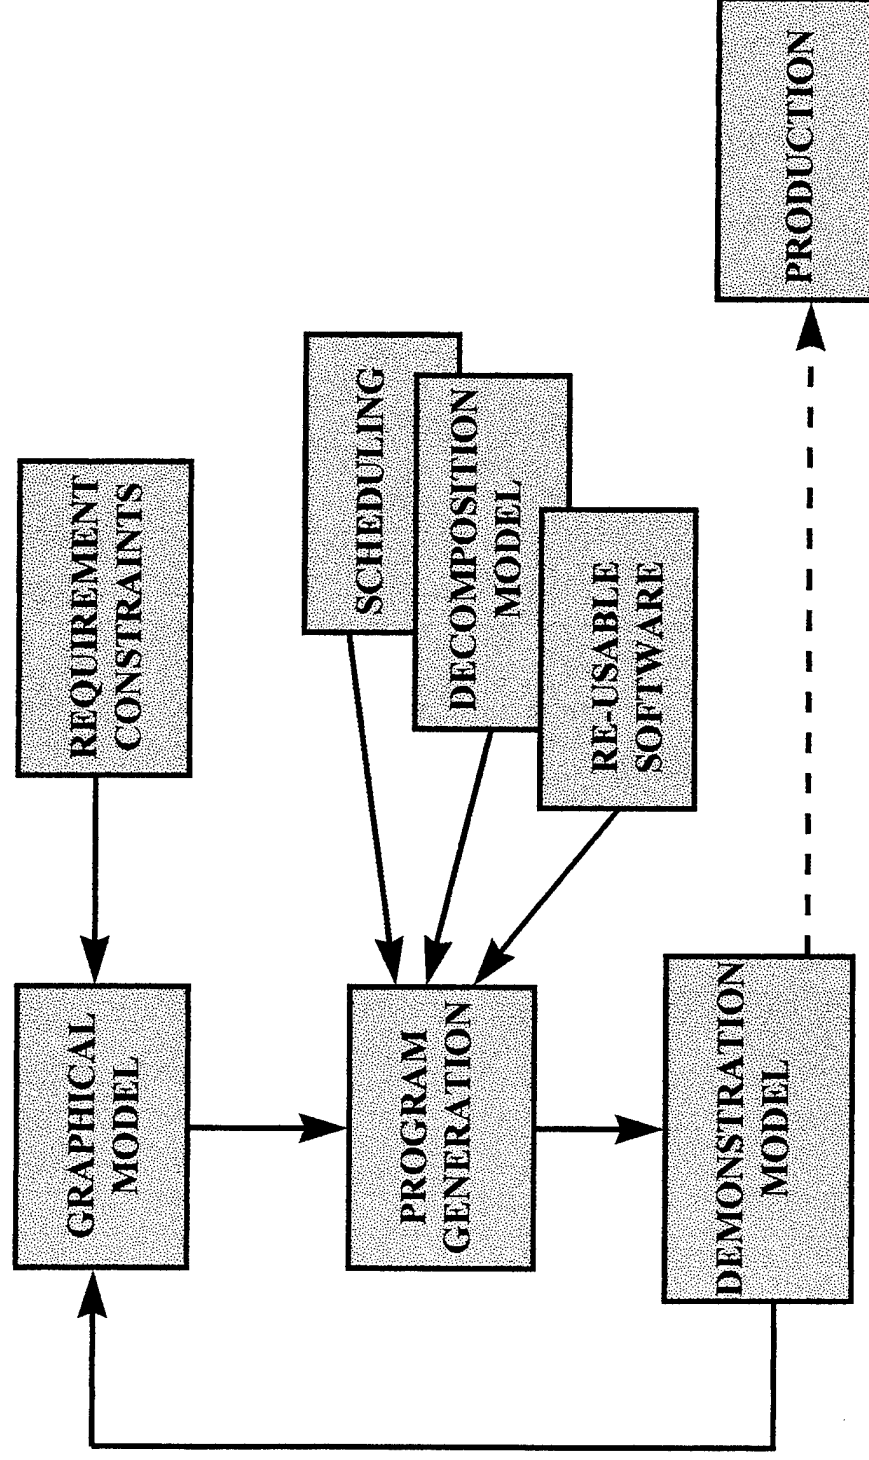 REQUIREMENT
CONSTRAINTS
GRAPHICAL
MODEL
SCHEDULING
DECOMPOSITION
MODEL
RE-USABLE
SOFTWARE
PROGRAM
GENERATION
DEMONSTRATION
MODEL
PRODUCTION